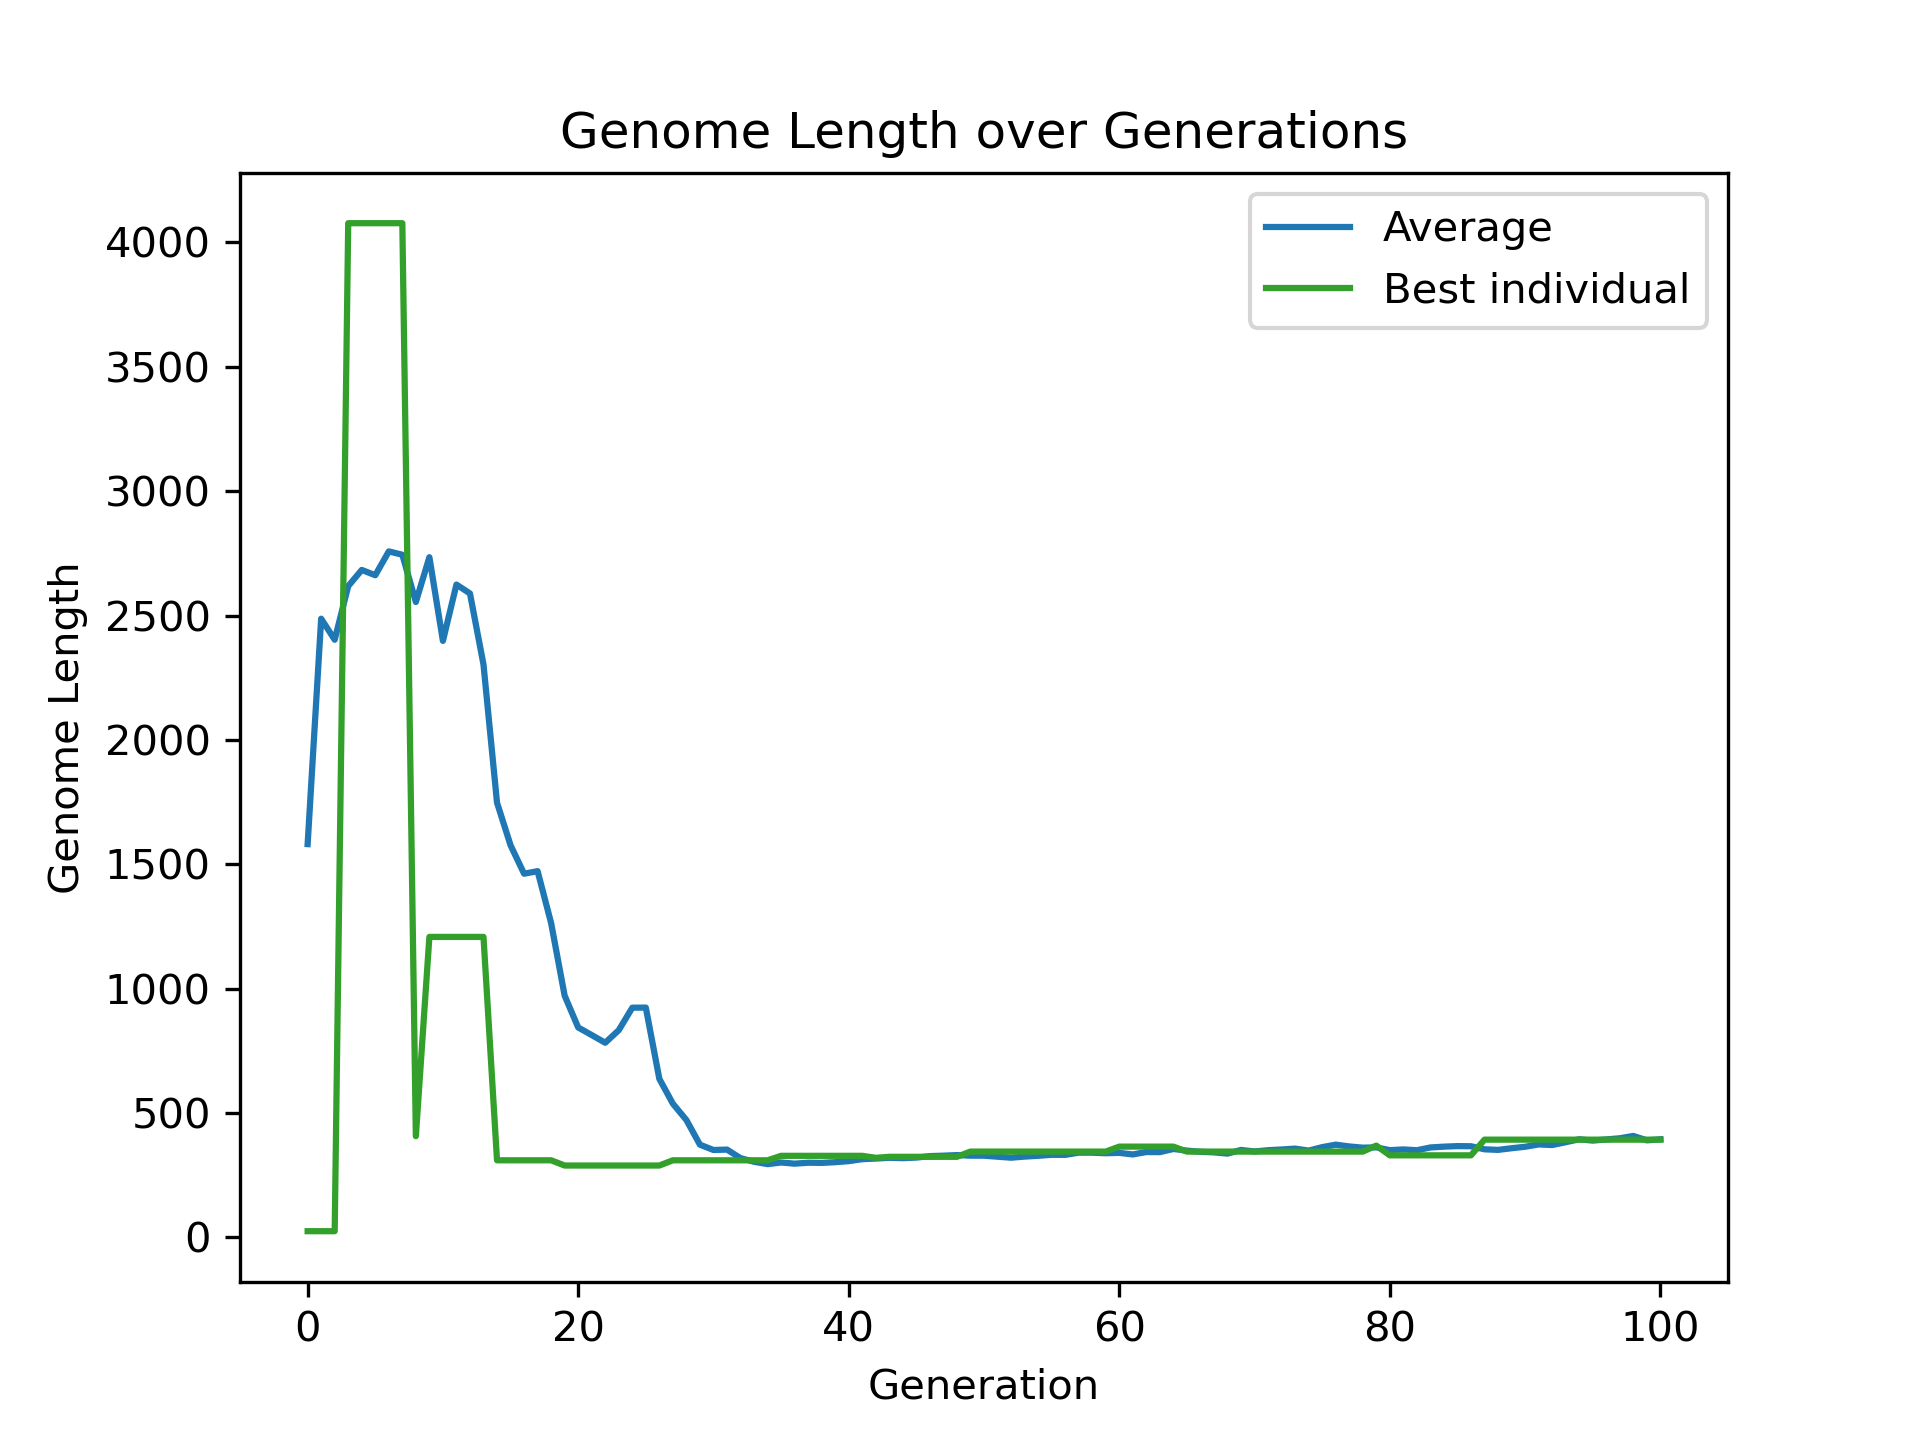 Genome Length over Generations
Average
Best individual
4000
3500
3000
2500
2000
1500
1000
500
0
Genome Length
0 20 40 60 80 100
Generation